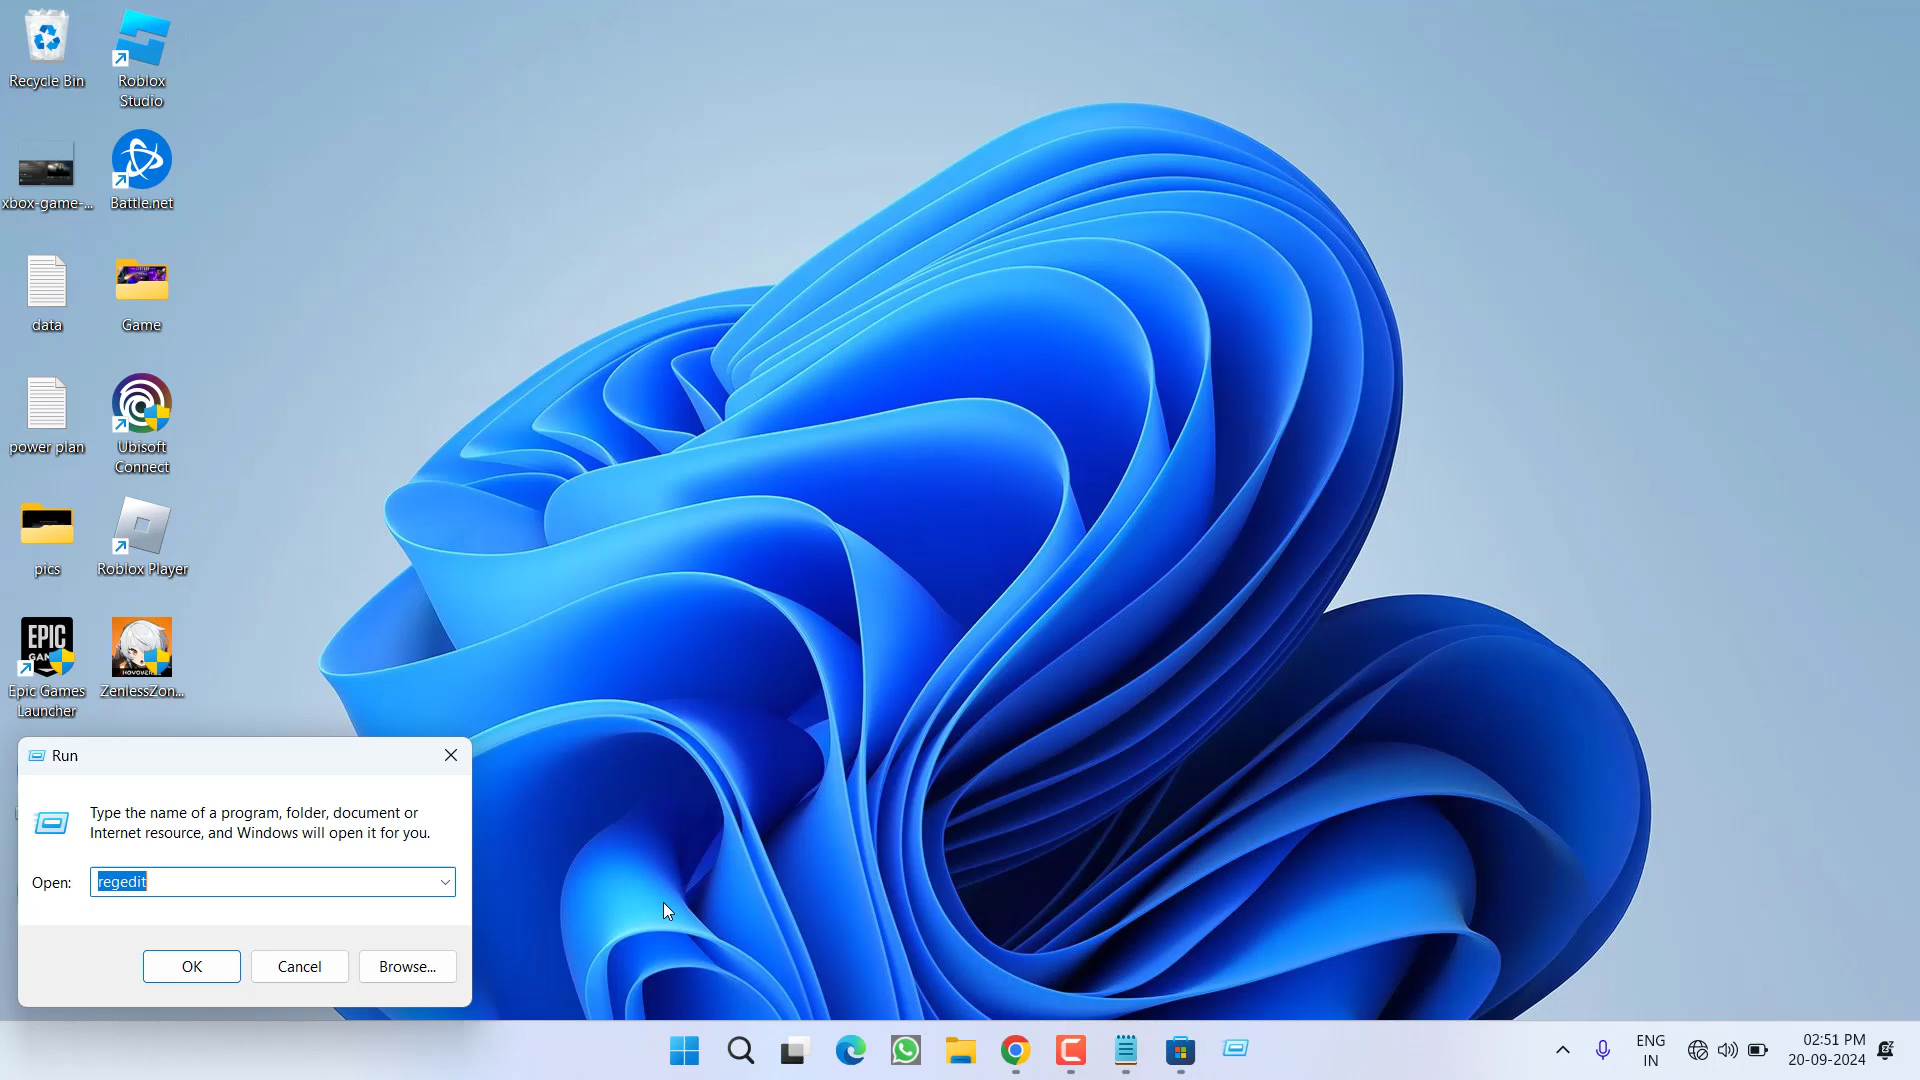 Recycle Bin
Roblox
Studio
xbox-game-...
Battle.net
data
Game
power plan
Ubisoft
Connect
pics
Roblox Player
EPIC
Epic Games
Launcher
ZenlessZon...
Run
Type the name of a program, folder, document or
Internet resource, and Windows will open it for you.
Open:
regedit
OK
Cancel
Browse...
ENG
IN
02:51 PM
20-09-2024